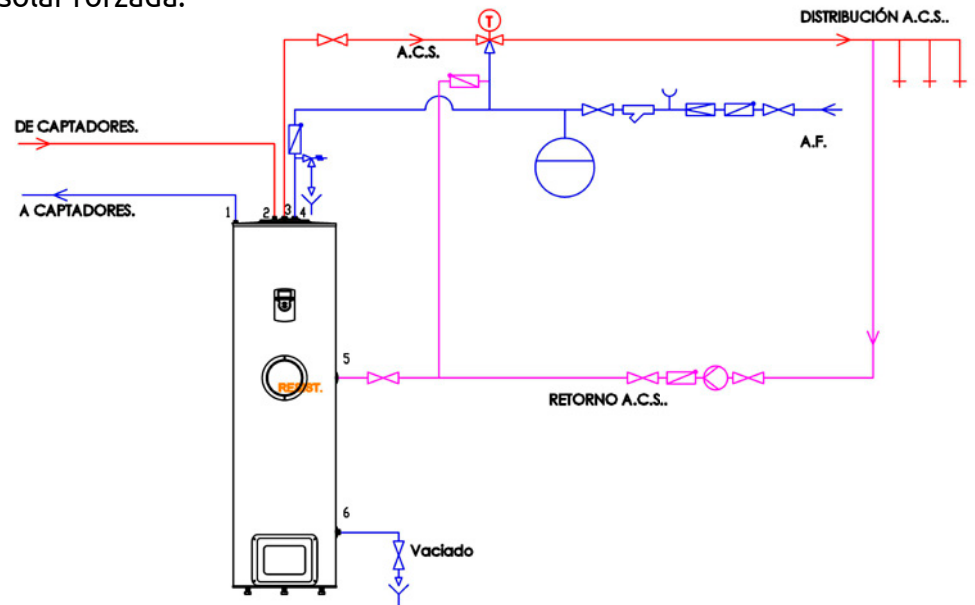 solar forzada.
DISTRIBUCIÓN A.C.S..
T
A.C.S.
DE CAPTADORES.
A.F.
A CAPTADORES.
1
2
3
4
5
RESIST.
RETORNO A.C.S..
6
Vaciado